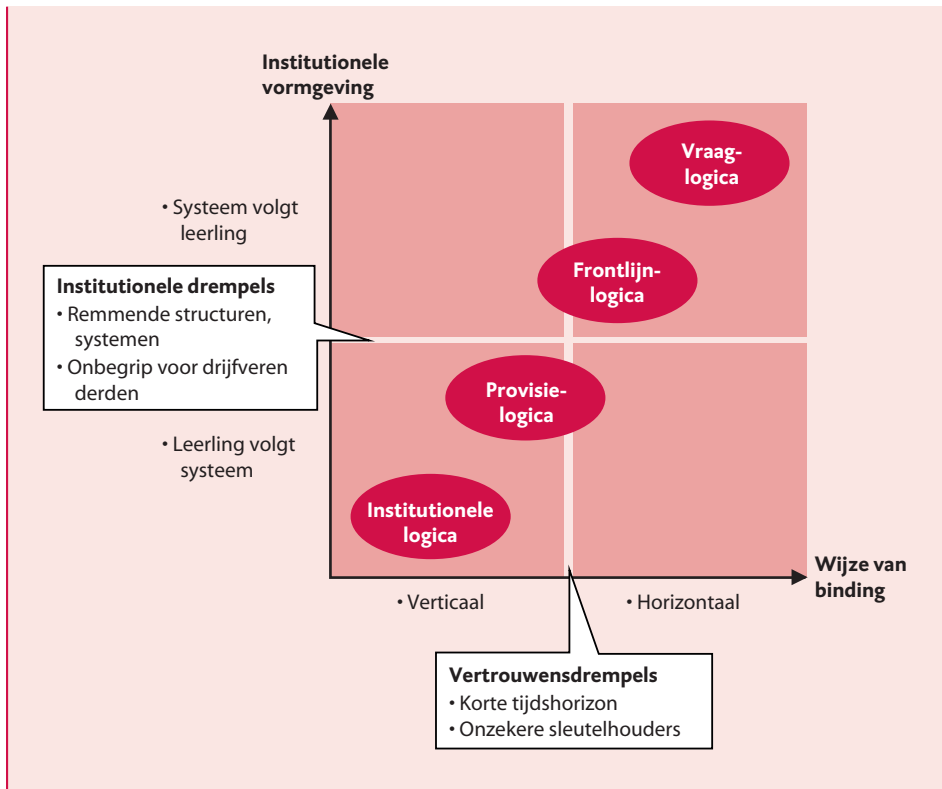 Institutionele
vormgeving
Vraag-
logica
• Systeem volgt
leerling
Frontlijn-
logica
Institutionele drempels
• Remmende structuren,
systemen
• Onbegrip voor drijfveren
derden
Provisie-
logica
• Leerling volgt
systeem
Institutionele
logica
Wijze van
binding
• Verticaal
• Horizontaal
Vertrouwensdrempels
• Korte tijdshorizon
• Onzekere sleutelhouders